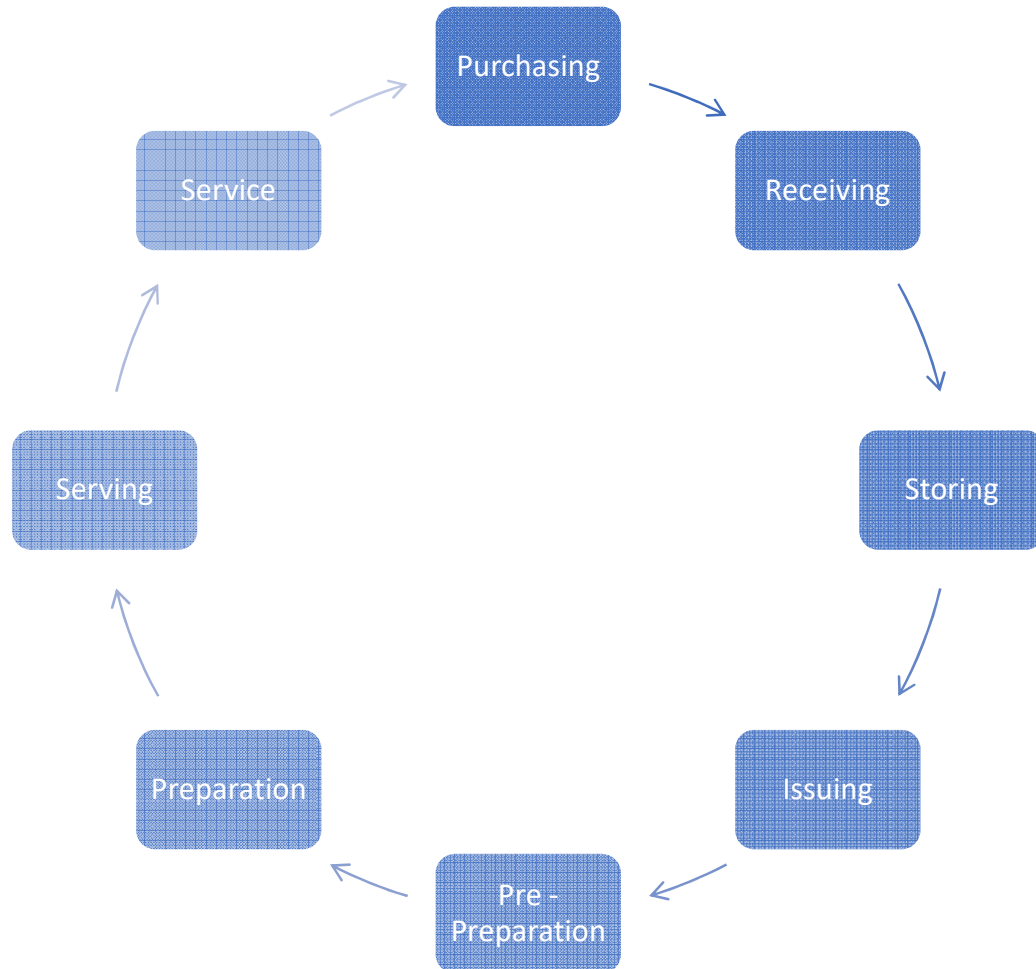 Purchasing
Receiving
Storing
Issuing
Pre -
Preparation
Preparation
Serving
Service